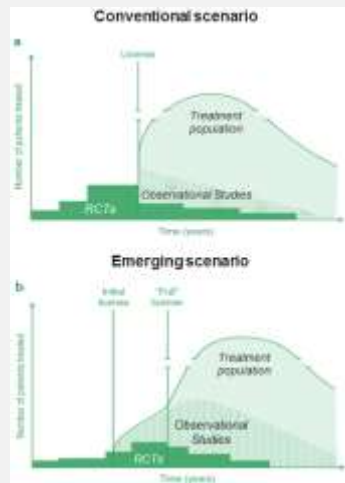 Conventional scenario
a
License
Number of patients treated
Treatment
population
Observational Studies
RCTs
Time (years)
Emerging scenario
b
Initial
license
"Full"
license
Number of patients treated
Treatment
population
Observational
Studies
RCTs
Time (years)